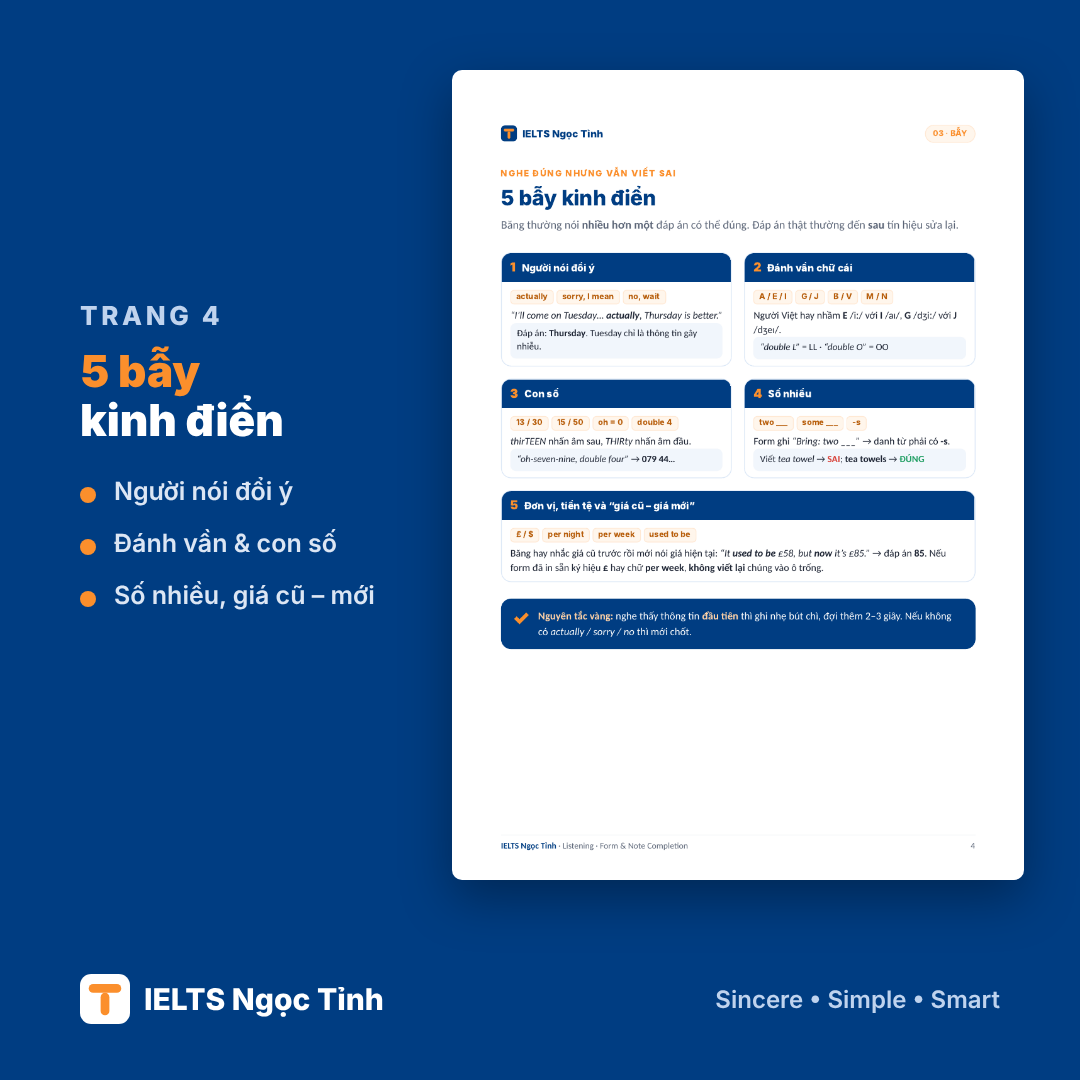 TRANG 4
5 bẫy
kinh điển
Người nói đổi ý
Đánh vần & con số
Số nhiều, giá cũ – mới
IELTS Ngọc Tỉnh
03 · BẪY
NGHE ĐÚNG NHƯNG VẪN VIẾT SAI
5 bẫy kinh điển
Băng thường nói nhiều hơn một đáp án có thể đúng. Đáp án thật thường đến sau tín hiệu sửa lại.
1 Người nói đổi ý
actually sorry, I mean no, wait
"I'll come on Tuesday… actually, Thursday is better."
Đáp án: Thursday. Tuesday chỉ là thông tin gây
nhiễu.
2 Đánh vần chữ cái
A / E / I G / J B / V M / N
Người Việt hay nhầm E /iː/ với I /aɪ/, G /dʒiː/ với J
/dʒeɪ/.
"double L" = LL · "double O" = OO
3 Con số
13 / 30 15 / 50 oh = 0 double 4
thirTEEN nhấn âm sau, THIRty nhấn âm đầu.
"oh-seven-nine, double four" → 079 44…
4 Số nhiều
two ___ some ___ -s
Form ghi "Bring: two ___" → danh từ phải có -s.
Viết tea towel → SAI; tea towels → ĐÚNG
5 Đơn vị, tiền tệ và "giá cũ – giá mới"
£ / $ per night per week used to be
Băng hay nhắc giá cũ trước rồi mới nói giá hiện tại: "It used to be £58, but now it's £85." → đáp án 85. Nếu
form đã in sẵn ký hiệu £ hay chữ per week, không viết lại chúng vào ô trống.
Nguyên tắc vàng: nghe thấy thông tin đầu tiên thì ghi nhẹ bút chì, đợi thêm 2–3 giây. Nếu không
có actually / sorry / no thì mới chốt.
IELTS Ngọc Tỉnh · Listening · Form & Note Completion
4
IELTS Ngọc Tỉnh
Sincere • Simple • Smart